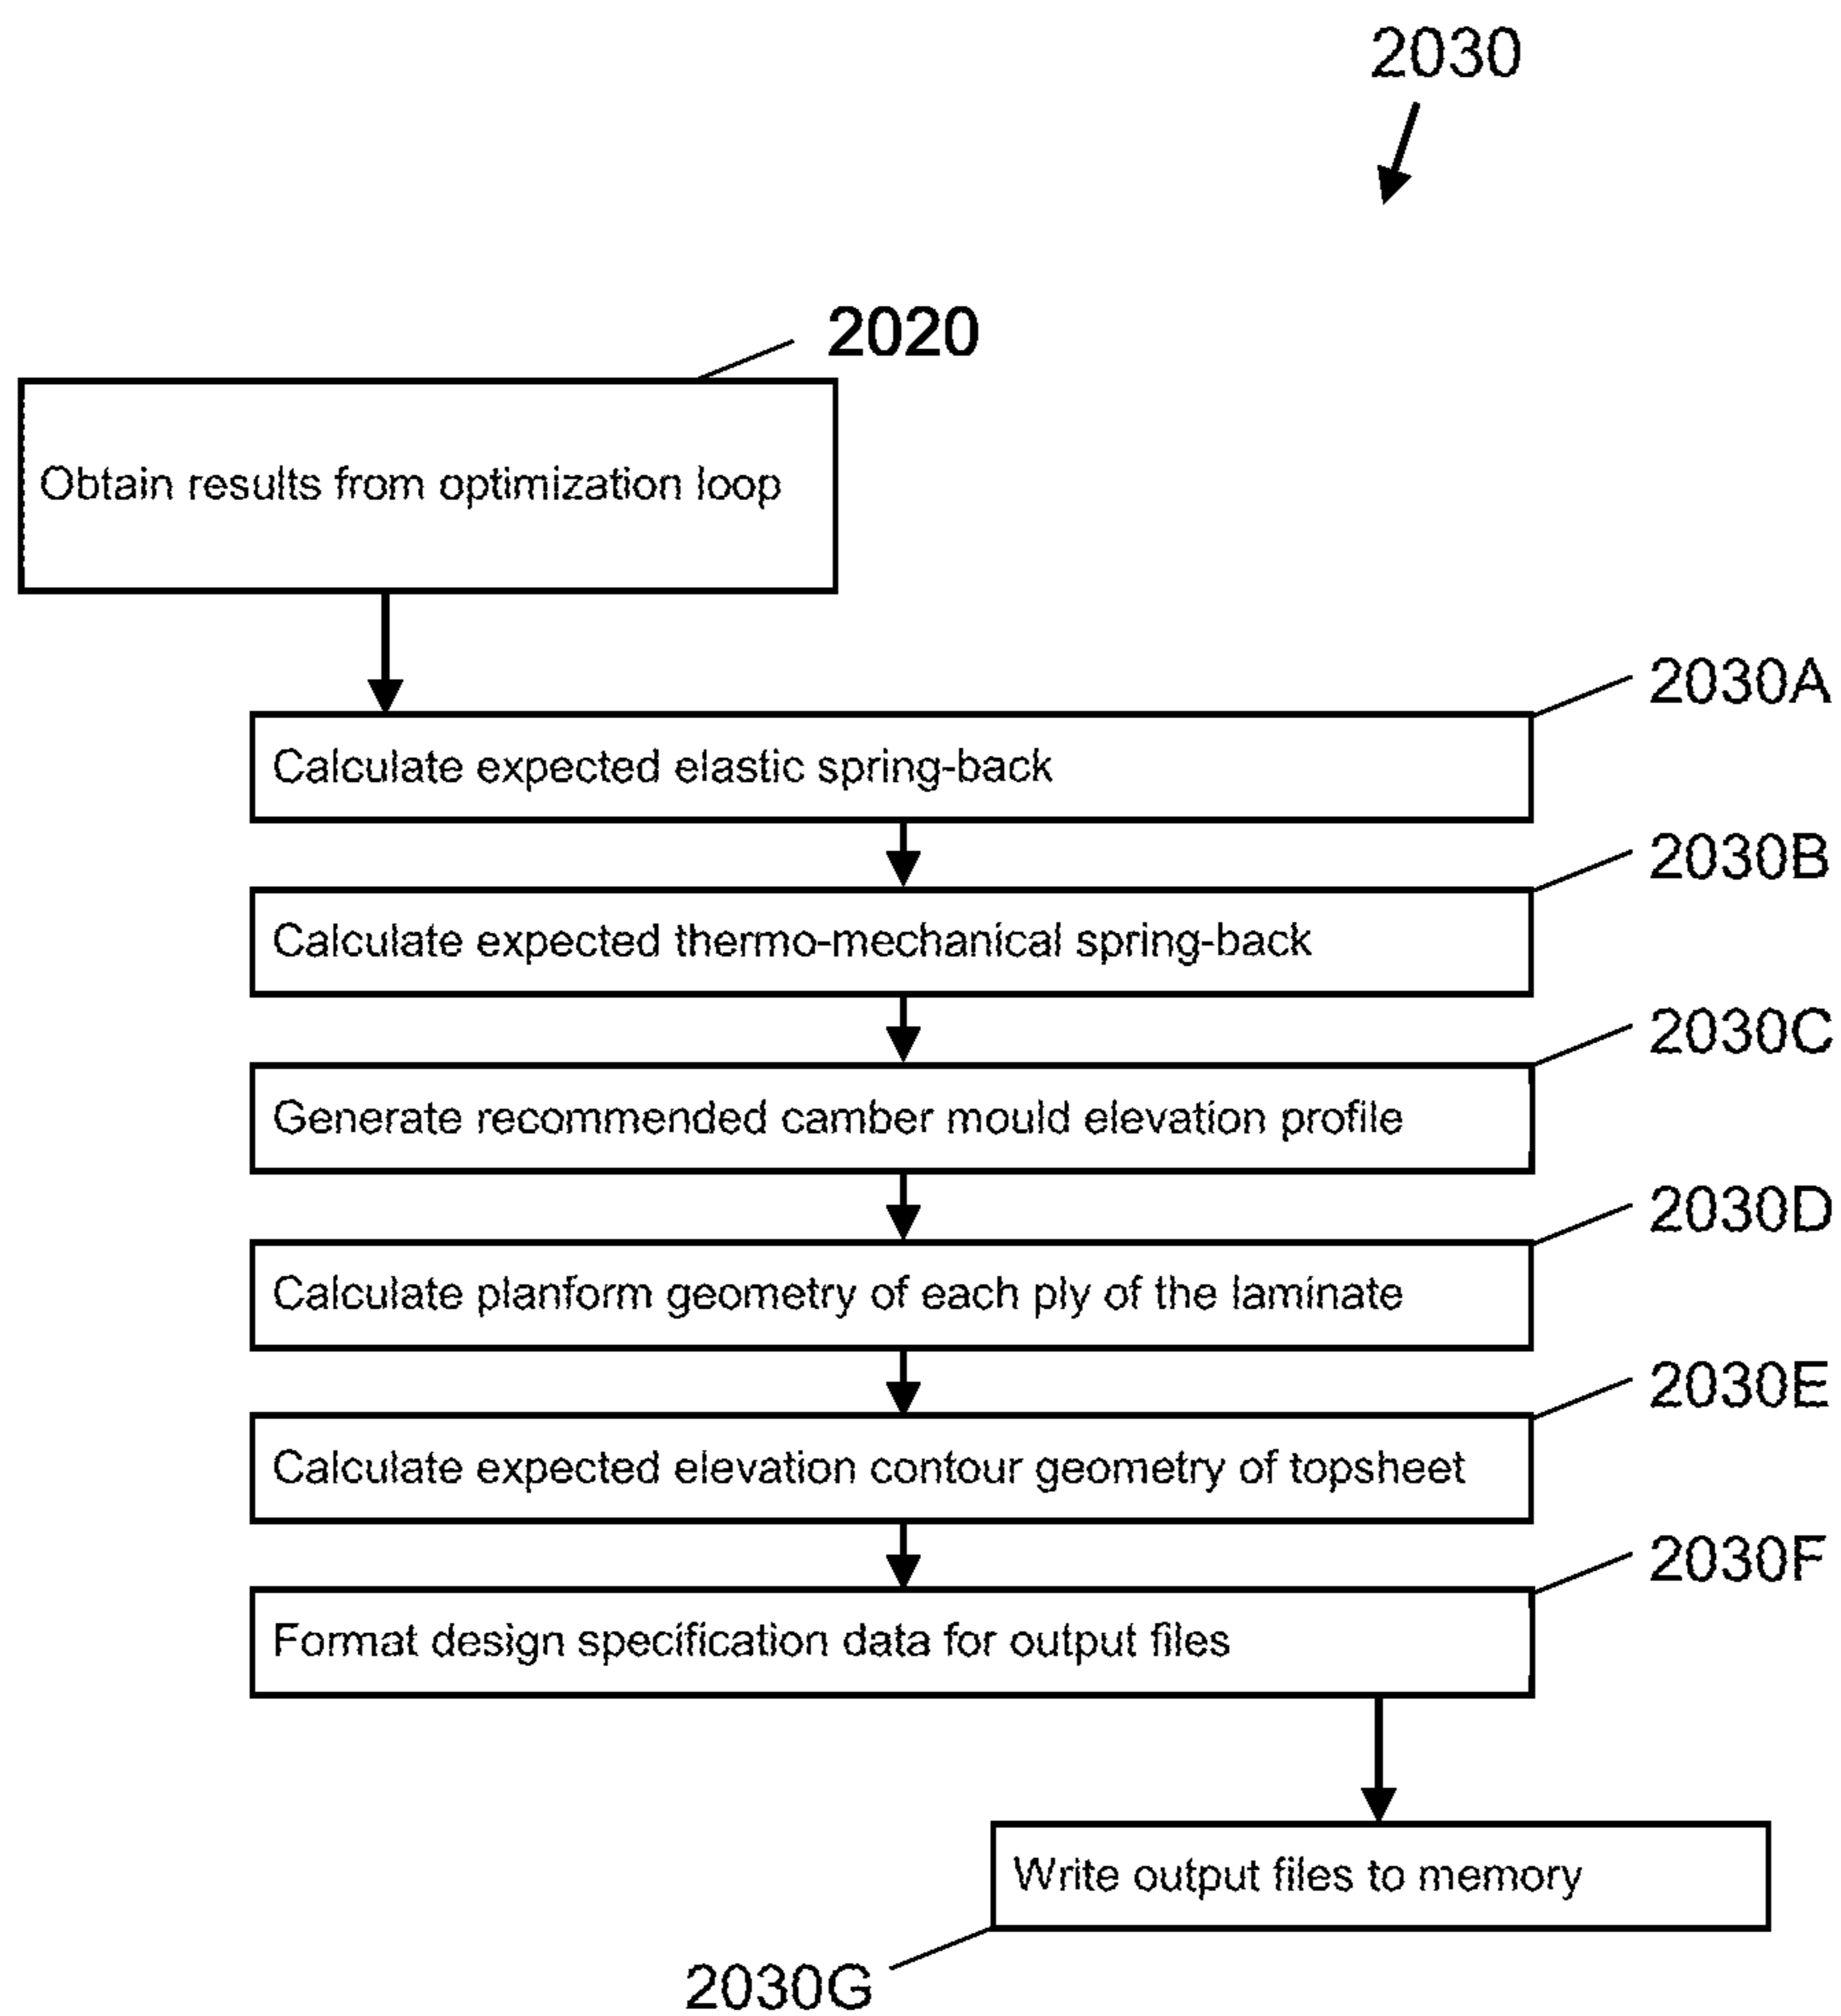 2030
2020
Obtain results from optimization loop
2030A
Calculate expected elastic spring-back
2030B
Calculate expected thermo-mechanical spring-back
2030C
Generate recommended camber mould elevation profile
2030D
Calculate planform geometry of each ply of the laminate
2030E
Calculate expected elevation contour geometry of topsheet
2030F
Format design specification data for output files
Write output files to memory
2030G